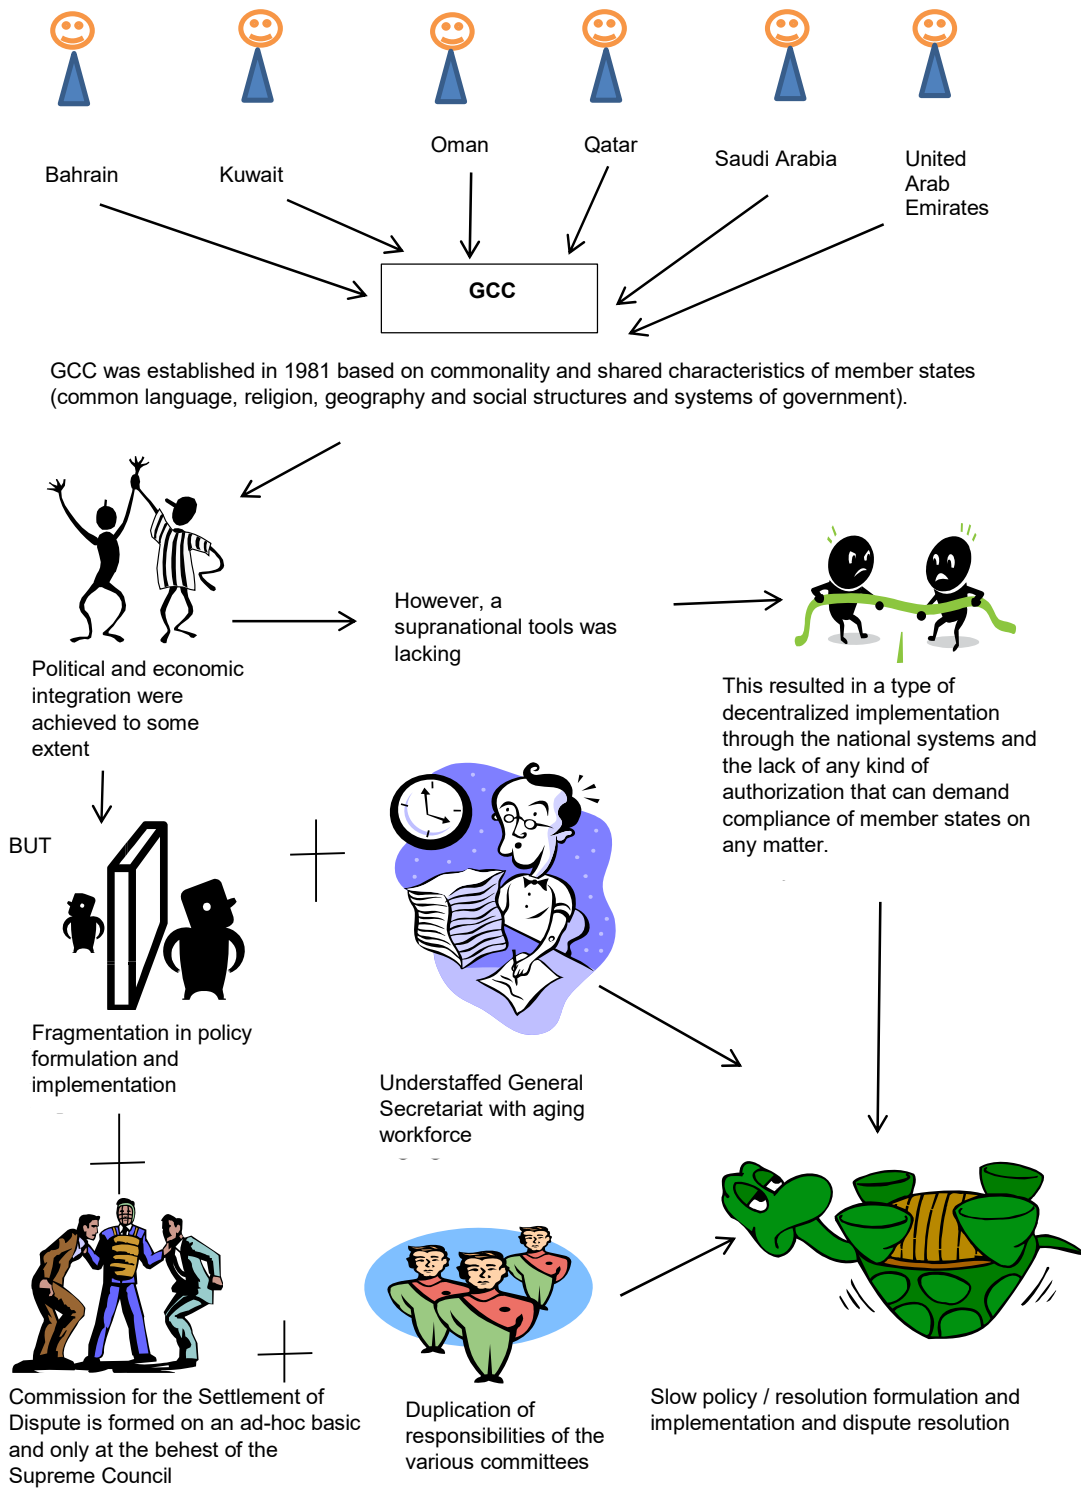 Bahrain
Kuwait
Oman
Qatar
Saudi Arabia
United
Arab
Emirates
GCC
GCC was established in 1981 based on commonality and shared characteristics of member states
(common language, religion, geography and social structures and systems of government).
Political and economic
integration were
achieved to some
extent
However, a
supranational tools was
lacking
This resulted in a type of
decentralized implementation
through the national systems and
the lack of any kind of
authorization that can demand
compliance of member states on
any matter.
BUT
Fragmentation in policy
formulation and
implementation
Understaffed General
Secretariat with aging
workforce
Commission for the Settlement of
Dispute is formed on an ad-hoc basic
and only at the behest of the
Supreme Council
Duplication of
responsibilities of the
various committees
Slow policy / resolution formulation and
implementation and dispute resolution